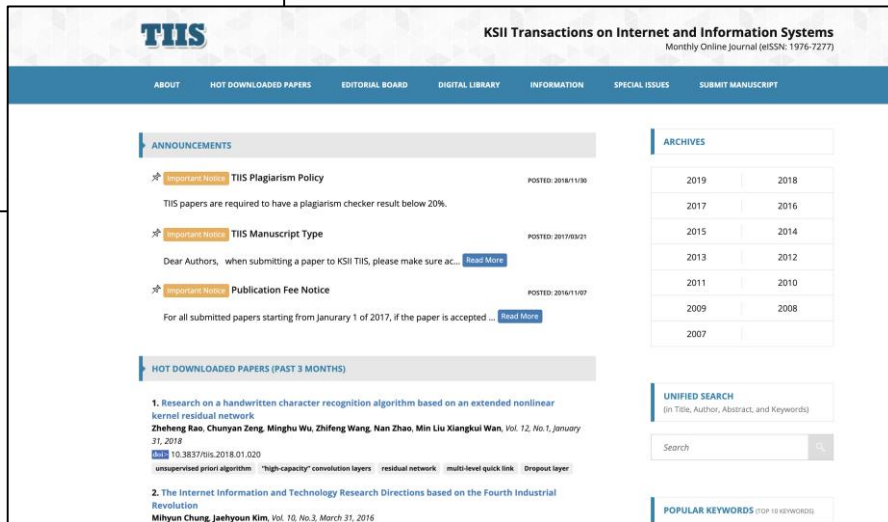 TIIS
KSII Transactions on Internet and Information Systems
Monthly Online Journal (eISSN: 1976-7277)
ABOUT HOT DOWNLOADED PAPERS EDITORIAL BOARD DIGITAL LIBRARY INFORMATION SPECIAL ISSUES SUBMIT MANUSCRIPT
ANNOUNCEMENTS
Important Notice TIIS Plagiarism Policy POSTED: 2018/11/30
TIIS papers are required to have a plagiarism checker result below 20%.
Important Notice TIIS Manuscript Type POSTED: 2017/03/21
Dear Authors, when submitting a paper to KSII TIIS, please make sure ac... Read More
Important Notice Publication Fee Notice POSTED: 2016/11/07
For all submitted papers starting from Janurary 1 of 2017, if the paper is accepted ... Read More
HOT DOWNLOADED PAPERS (PAST 3 MONTHS)
1. Research on a handwritten character recognition algorithm based on an extended nonlinear
kernel residual network
Zheheng Rao, Chunyan Zeng, Minghu Wu, Zhifeng Wang, Nan Zhao, Min Liu Xiangkui Wan, Vol. 12, No.1, January
31, 2018
doi> 10.3837/tiis.2018.01.020
unsupervised priori algorithm "high-capacity" convolution layers residual network multi-level quick link Dropout layer
2. The Internet Information and Technology Research Directions based on the Fourth Industrial
Revolution
Mihyun Chung, Jaehyoun Kim, Vol. 10, No.3, March 31, 2016
ARCHIVES
2019 2018
2017 2016
2015 2014
2013 2012
2011 2010
2009 2008
2007
UNIFIED SEARCH
(in Title, Author, Abstract, and Keywords)
Search
POPULAR KEYWORDS (TOP 10 KEYWORDS)